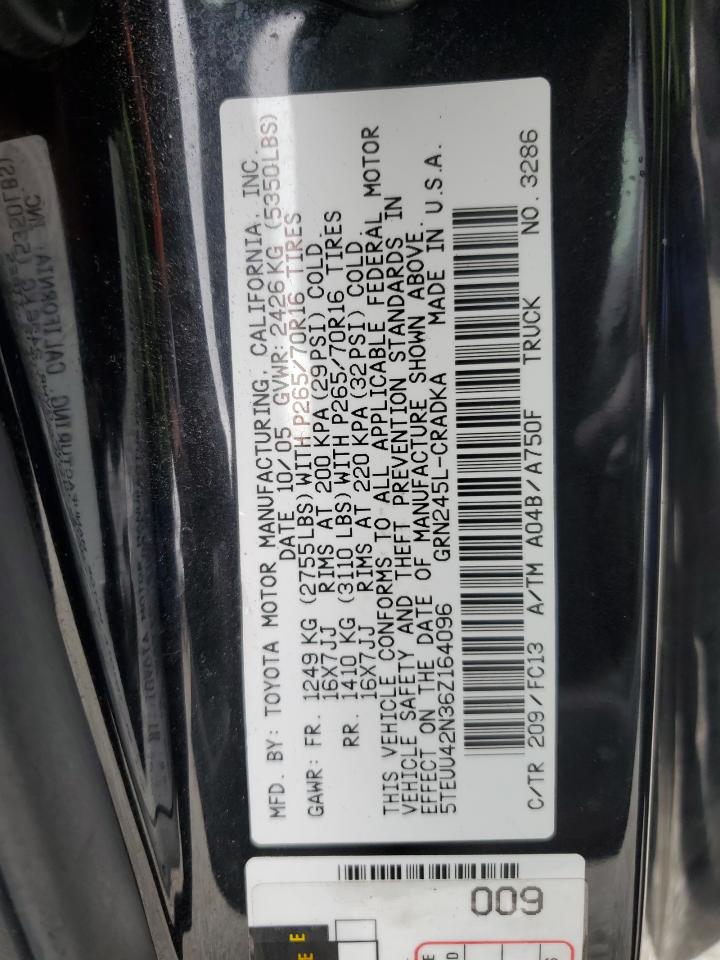 MFD. BY: TOYOTA MOTOR MANUFACTURING, CALIFORNIA, INC.
DATE 10/05 GVWR: 2426 KG (5350LBS)
GAWR: FR. 1249 KG (2755LBS) WITH P265/70R16 TIRES
16X7JJ RIMS AT 200 KPA (29PSI) COLD.
RR. 1410 KG (3110 LBS) WITH P265/70R16 TIRES
16X7JJ RIMS AT 220 KPA (32PSI) COLD.
THIS VEHICLE CONFORMS TO ALL APPLICABLE FEDERAL MOTOR
VEHICLE SAFETY AND THEFT PREVENTION STANDARDS IN
EFFECT ON THE DATE OF MANUFACTURE SHOWN ABOVE.
5TEUU42N36Z164096 GRN245L-CRADKA MADE IN U.S.A.
C/TR 209/FC13 A/TM A04B/A750F TRUCK NO. 3286
009